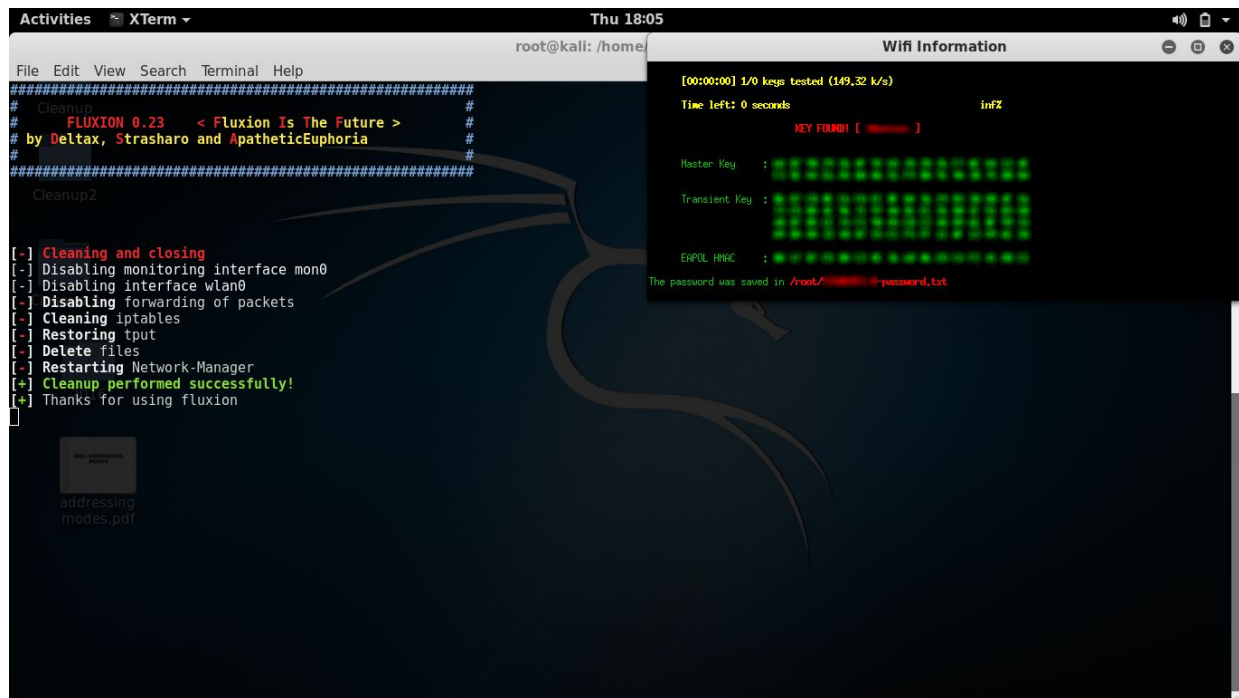 Activities XTerm Thu 18:05
root@kali: /home/
File Edit View Search Terminal Help
###########################################################
# #
# FLUXION 0.23 < Fluxion Is The Future > #
# by Deltax, Strasharo and ApatheticEuphoria #
# #
###########################################################
Cleanup
Cleanup2
[-] Cleaning and closing
[-] Disabling monitoring interface mon0
[-] Disabling interface wlan0
[-] Disabling forwarding of packets
[-] Cleaning iptables
[-] Restoring tput
[-] Delete files
[-] Restarting Network-Manager
[+] Cleanup performed successfully!
[+] Thanks for using fluxion
8051 ADDRESSING
MODES
addressing
modes.pdf
Wifi Information
[00:00:00] 1/0 keys tested (149.32 k/s)
Time left: 0 seconds inf%
KEY FOUND! [ ]
Master Key :
Transient Key :
EAPOL HMAC :
The password was saved in /root/ -password.txt